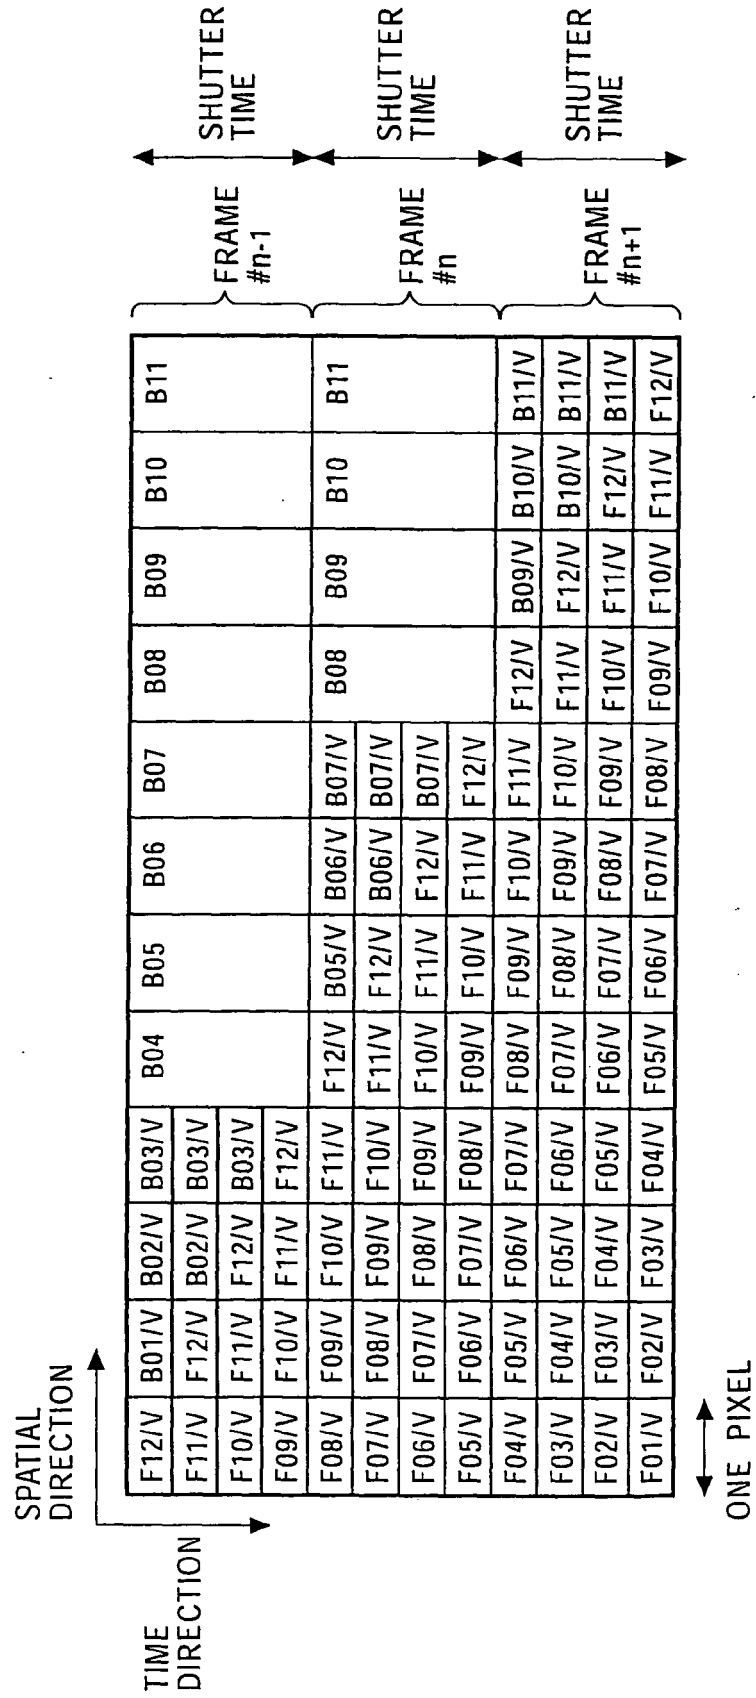 SPATIAL
DIRECTION
TIME
DIRECTION
F12/V B01/V B02/V B03/V B04 B05 B06 B07 B08 B09 B10 B11
F11/V F12/V B02/V B03/V
F10/V F11/V F12/V B03/V
F09/V F10/V F11/V F12/V
FRAME
#n-1
SHUTTER
TIME
F08/V F09/V F10/V F11/V F12/V B05/V B06/V B07/V B08 B09 B10 B11
F07/V F08/V F09/V F10/V F11/V F12/V B06/V B07/V
F06/V F07/V F08/V F09/V F10/V F11/V F12/V B07/V
F05/V F06/V F07/V F08/V F09/V F10/V F11/V F12/V
FRAME
#n
SHUTTER
TIME
F04/V F05/V F06/V F07/V F08/V F09/V F10/V F11/V F12/V B09/V B10/V B11/V
F03/V F04/V F05/V F06/V F07/V F08/V F09/V F10/V F11/V F12/V B10/V B11/V
F02/V F03/V F04/V F05/V F06/V F07/V F08/V F09/V F10/V F11/V F12/V B11/V
F01/V F02/V F03/V F04/V F05/V F06/V F07/V F08/V F09/V F10/V F11/V F12/V
FRAME
#n+1
SHUTTER
TIME
ONE PIXEL